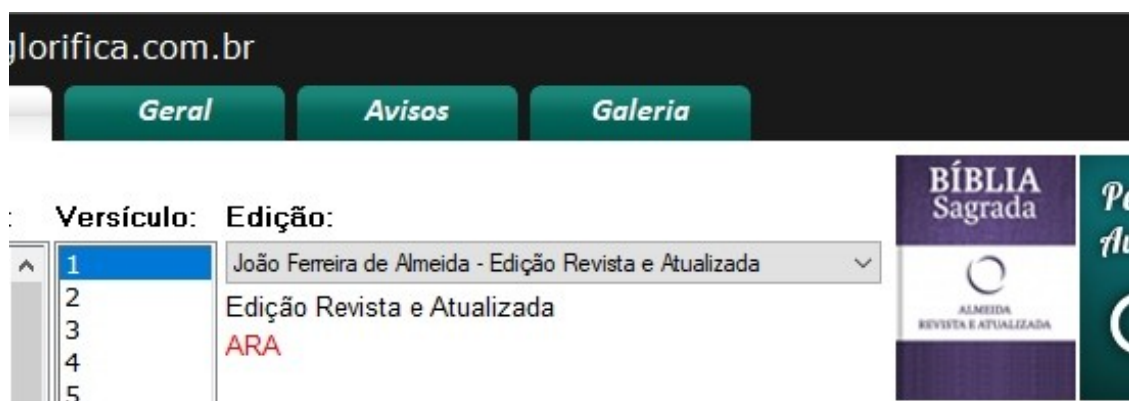 glorifica.com.br
Geral
Avisos
Galeria
Versículo:
Edição:
1
2
3
4
5
João Ferreira de Almeida - Edição Revista e Atualizada
Edição Revista e Atualizada
ARA
BÍBLIA
Sagrada
ALMEIDA
REVISTA E ATUALIZADA